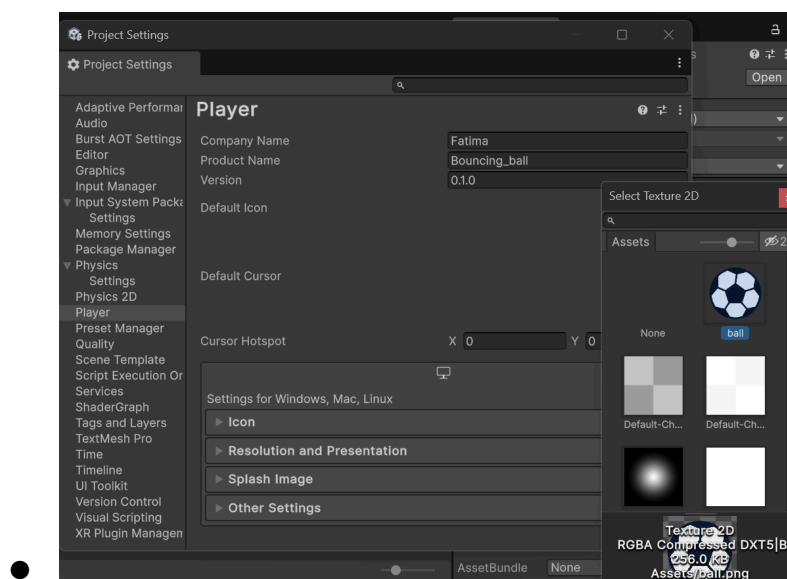 Project Settings
Project Settings
Open
Adaptive Performar
Audio
Burst AOT Settings
Editor
Graphics
Input Manager
Input System Packa
Settings
Memory Settings
Package Manager
Physics
Settings
Physics 2D
Player
Preset Manager
Quality
Scene Template
Script Execution Or
Services
ShaderGraph
Tags and Layers
TextMesh Pro
Time
Timeline
UI Toolkit
Version Control
Visual Scripting
XR Plugin Managem
Player
Company Name Fatima
Product Name Bouncing_ball
Version 0.1.0
Default Icon
Default Cursor
Cursor Hotspot X 0 Y 0
Settings for Windows, Mac, Linux
Icon
Resolution and Presentation
Splash Image
Other Settings
Select Texture 2D
Assets 2
None ball
Default-Ch... Default-Ch...
Texture 2D
RGBA Compressed DXT5|B
256.0 KB
Assets/ball.png
AssetBundle None